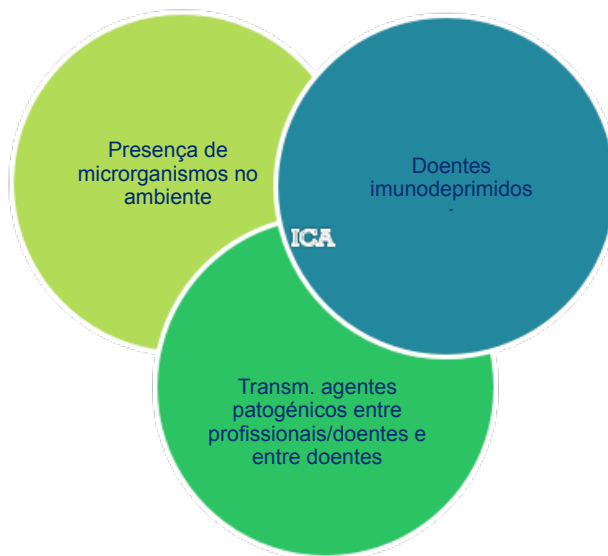 Presença de
microrganismos no
ambiente
Doentes
imunodeprimidos
-
ICA
Transm. agentes
patogénicos entre
profissionais/doentes e
entre doentes